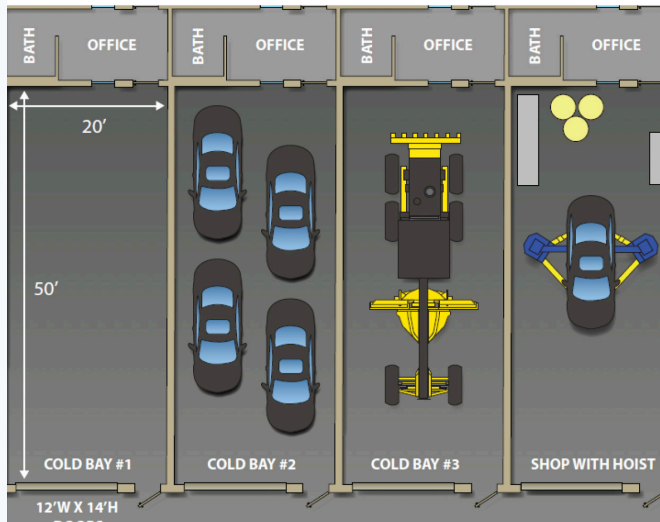 BATH
OFFICE
BATH
OFFICE
BATH
OFFICE
BATH
OFFICE
20'
50'
COLD BAY #1
COLD BAY #2
COLD BAY #3
SHOP WITH HOIST
12'W X 14'H